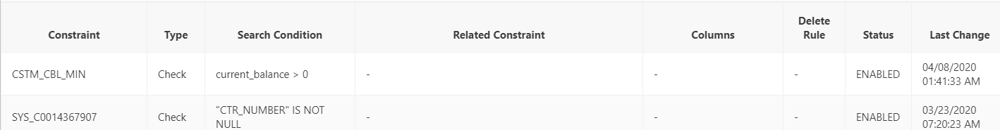 Constraint Type Search Condition Related Constraint Columns Delete Rule Status Last Change
CSTM_CBL_MIN Check current_balance > 0 - - - ENABLED 04/08/2020 01:41:33 AM
SYS_C0014367907 Check "CTR_NUMBER" IS NOT NULL - - - ENABLED 03/23/2020 07:20:23 AM